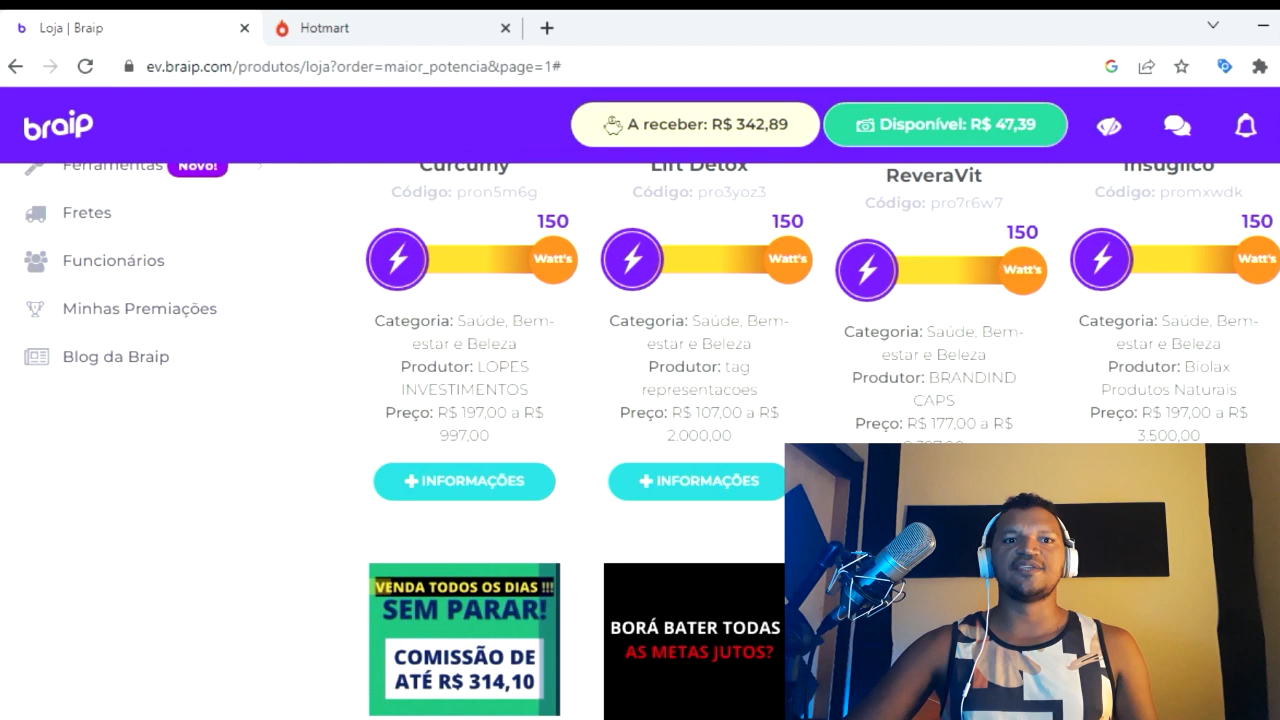 Loja | Braip
Hotmart
ev.braip.com/produtos/loja?order=maior_potencia&page=1#
braip
A receber: R$ 342,89
Disponível: R$ 47,39
Ferramentas Novo!
Fretes
Funcionários
Minhas Premiações
Blog da Braip
Curcumy
Código: pron5m6g
150
Watt's
Categoria: Saúde, Bem-
estar e Beleza
Produtor: LOPES
INVESTIMENTOS
Preço: R$ 197,00 a R$
997,00
+ INFORMAÇÕES
Lift Detox
Código: pro3yoz3
150
Watt's
Categoria: Saúde, Bem-
estar e Beleza
Produtor: tag
representacoes
Preço: R$ 107,00 a R$
2.000,00
+ INFORMAÇÕES
ReveraVit
Código: pro7r6w7
150
Watt's
Categoria: Saúde, Bem-
estar e Beleza
Produtor: BRANDIND
CAPS
Preço: R$ 177,00 a R$
Insuglico
Código: promxwdk
150
Watt's
Categoria: Saúde, Bem-
estar e Beleza
Produtor: Biolax
Produtos Naturais
Preço: R$ 197,00 a R$
3.500,00
VENDA TODOS OS DIAS !!!
SEM PARAR!
COMISSÃO DE
ATÉ R$ 314,10
BORÁ BATER TODAS
AS METAS JUTOS?